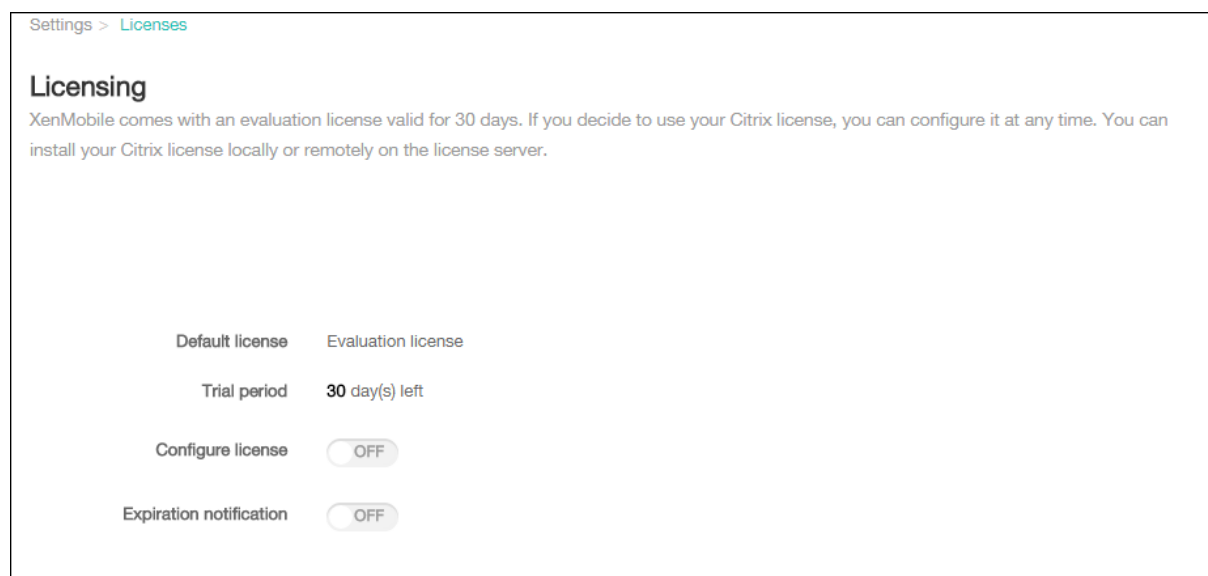 Settings > Licenses
Licensing
XenMobile comes with an evaluation license valid for 30 days. If you decide to use your Citrix license, you can configure it at any time. You can
install your Citrix license locally or remotely on the license server.
Default license Evaluation license
Trial period 30 day(s) left
Configure license OFF
Expiration notification OFF